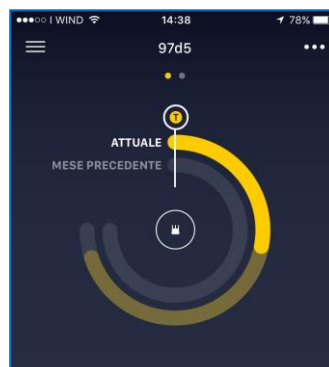 I WIND 14:38 78%
97d5
T
ATTUALE
MESE PRECEDENTE